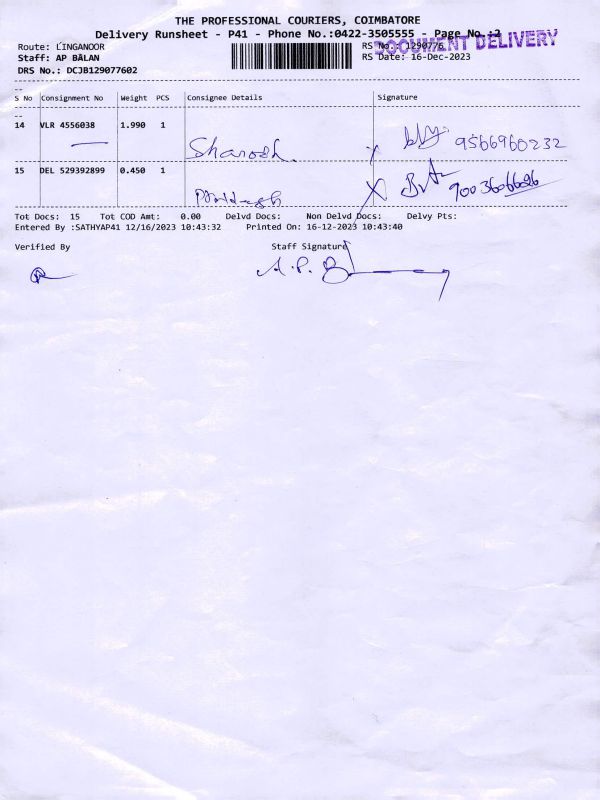 THE PROFESSIONAL COURIERS, COIMBATORE
Delivery Runsheet - P41 - Phone No.:0422-3505555 - Page No.:2
DOCUMENT DELIVERY
Route: LINGANOOR RS No.: 1290776
Staff: AP BALAN RS Date: 16-Dec-2023
DRS No.: DCJB129077602
S No Consignment No Weight PCS Consignee Details Signature
14 VLR 4556038 1.990 1 Sharosh. 9566960232
15 DEL 529392899 0.450 1
Tot Docs: 15 Tot COD Amt: 0.00 Delvd Docs: Non Delvd Docs: Delvy Pts:
Entered By :SATHYAP41 12/16/2023 10:43:32 Printed On: 16-12-2023 10:43:40
Verified By Staff Signature
A.P.B